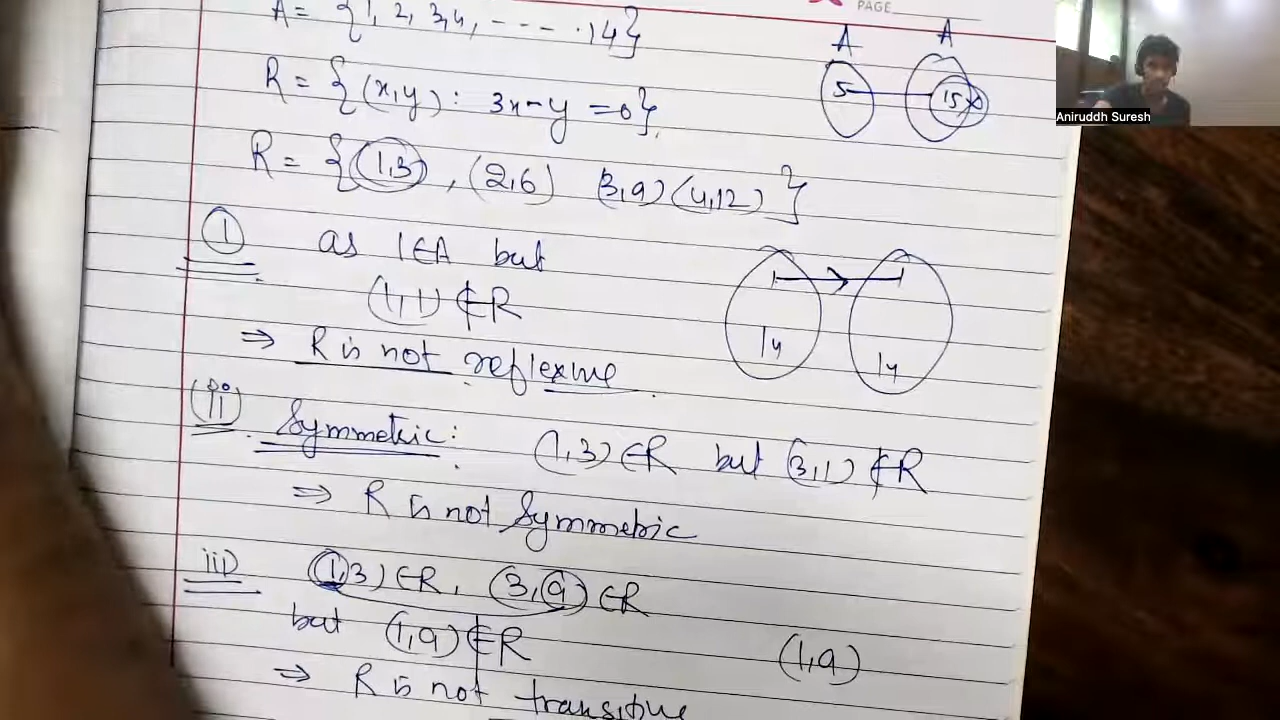 PAGE
A = {1, 2, 3, 4, - - - - . 14}
R = {(x,y) : 3x - y = 0}.
R = {(1,3), (2,6) (3,9) (4,12)}
A A
5 15
① as 1∈A but
(1,1) ∉ R
⇒ R is not reflexive
14 14
(ii) Symmetric: (1,3) ∈R but (3,1) ∉R
⇒ R is not Symmetric
iii) (1,3) ∈R, (3,9) ∈R
but (1,9) ∉R (1,9)
⇒ R is not transitive
Aniruddh Suresh